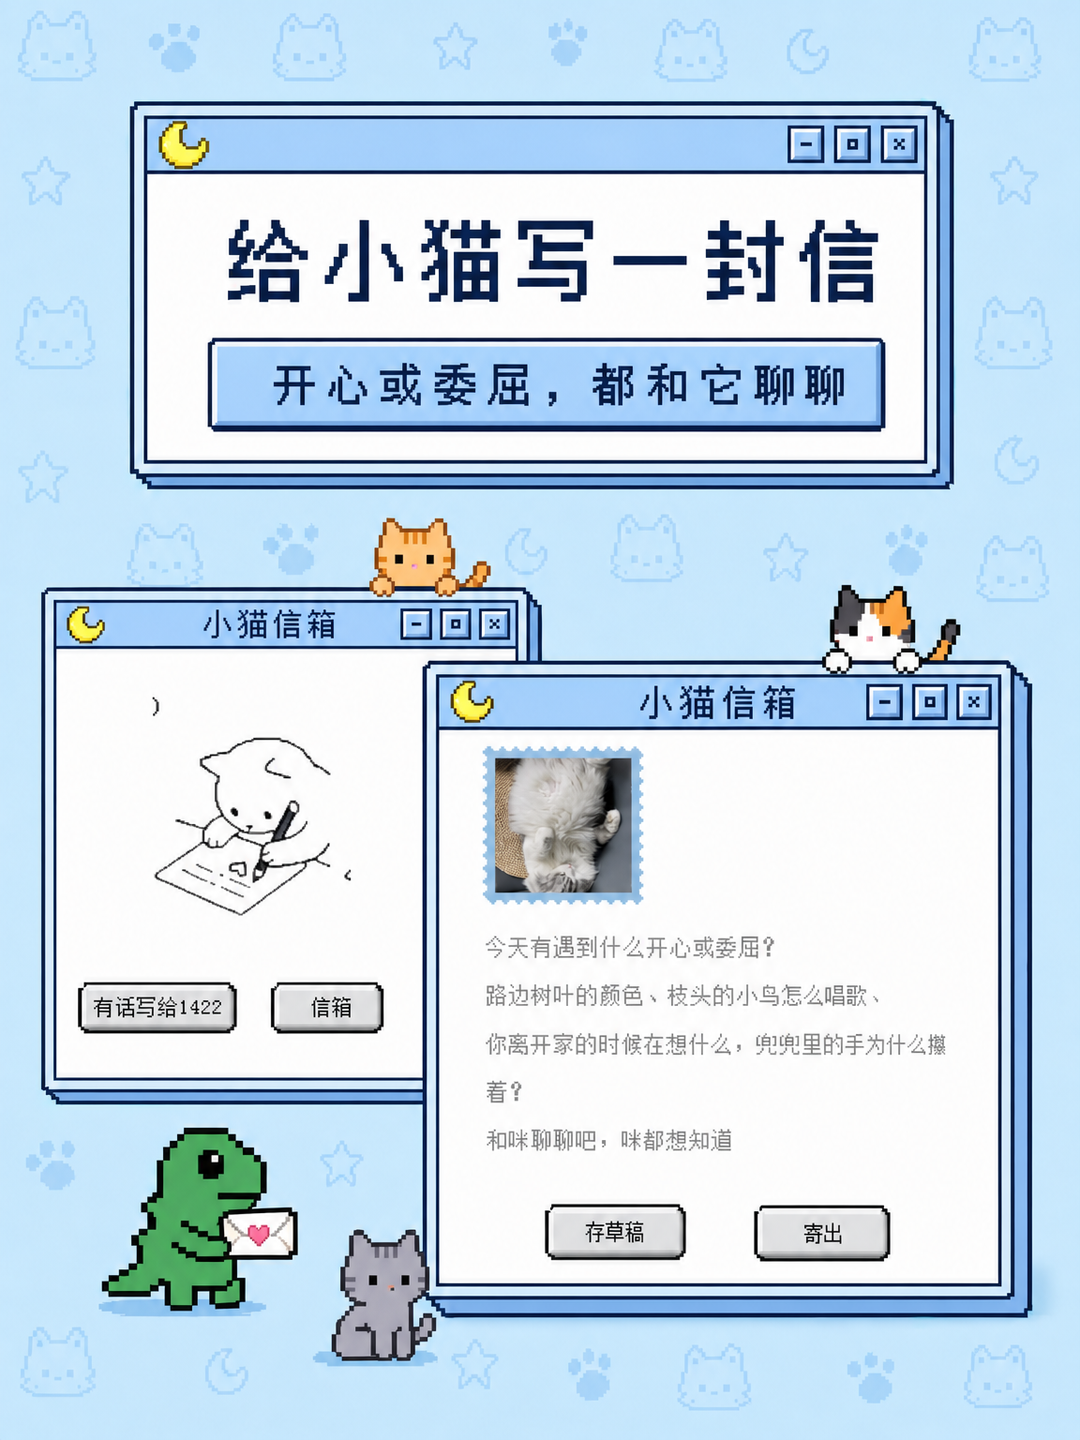 给小猫写一封信
开心或委屈，都和它聊聊
小猫信箱
有话写给1422
信箱
小猫信箱
今天有遇到什么开心或委屈？
路边树叶的颜色、枝头的小鸟怎么唱歌、
你离开家的时候在想什么，兜兜里的手为什么攥
着？
和咪聊聊吧，咪都想知道
存草稿
寄出